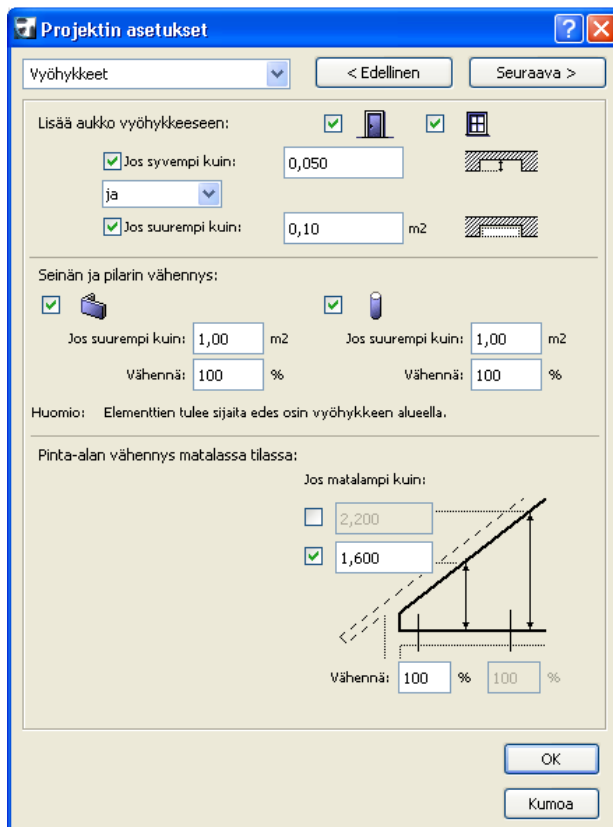 Projektin asetukset
Vyöhykkeet
< Edellinen
Seuraava >
Lisää aukko vyöhykkeeseen:
Jos syvempi kuin: 0,050
ja
Jos suurempi kuin: 0,10 m2
Seinän ja pilarin vähennys:
Jos suurempi kuin: 1,00 m2 Jos suurempi kuin: 1,00 m2
Vähennä: 100 % Vähennä: 100 %
Huomio: Elementtien tulee sijaita edes osin vyöhykkeen alueella.
Pinta-alan vähennys matalassa tilassa:
Jos matalampi kuin:
2,200
1,600
Vähennä: 100 % 100 %
OK
Kumoa